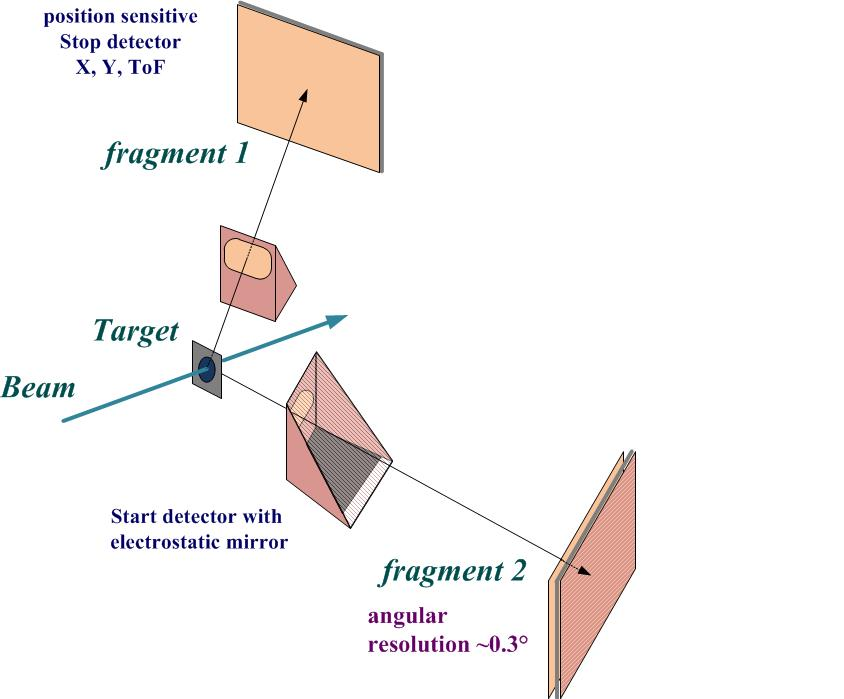 position sensitive
Stop detector
X, Y, ToF
fragment 1
Target
Beam
Start detector with
electrostatic mirror
fragment 2
angular
resolution ~0.3°